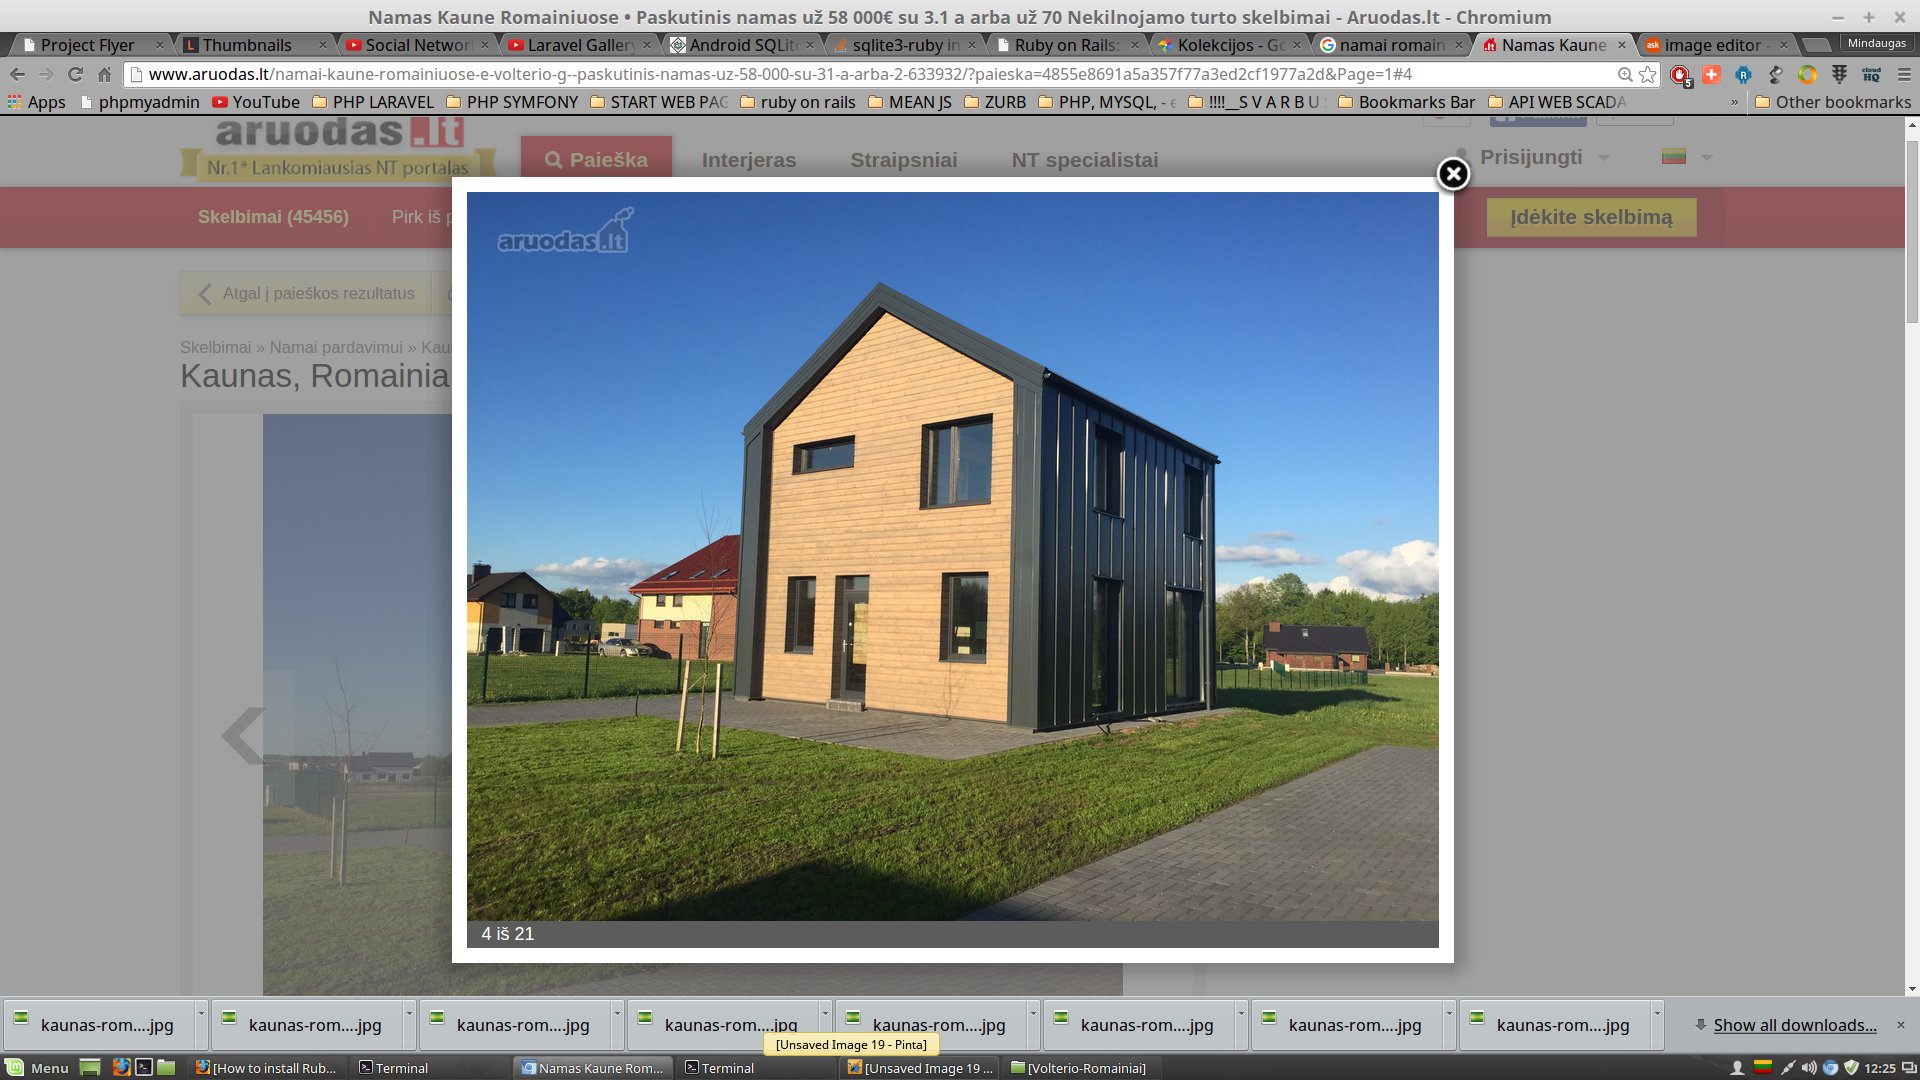 Namas Kaune Romainiuose • Paskutinis namas už 58 000€ su 3.1 a arba už 70 Nekilnojamo turto skelbimai - Aruodas.lt - Chromium
Project Flyer
Thumbnails
Social Networ
Laravel Gallery
Android SQLit
sqlite3-ruby in
Ruby on Rails:
Kolekcijos - Go
namai romain
Namas Kaune
image editor -
Mindaugas
www.aruodas.lt/namai-kaune-romainiuose-e-volterio-g--paskutinis-namas-uz-58-000-su-31-a-arba-2-633932/?paieska=4855e8691a5a357f77a3ed2cf1977a2d&Page=1#4
5
cloud
HQ
Apps
phpmyadmin
YouTube
PHP LARAVEL
PHP SYMFONY
START WEB PAG
ruby on rails
MEAN JS
ZURB
PHP, MYSQL, - e
!!!!__S V A R B U
Bookmarks Bar
API WEB SCADA
»
Other bookmarks
aruodas.lt
Nr.1* Lankomiausias NT portalas
Paieška
Interjeras
Straipsniai
NT specialistai
Prisijungti
Skelbimai (45456)
Pirk iš p
Įdėkite skelbimą
aruodas.lt
Atgal į paieškos rezultatus
Skelbimai » Namai pardavimui » Kau
Kaunas, Romainia
4 iš 21
kaunas-rom....jpg
kaunas-rom....jpg
kaunas-rom....jpg
kaunas-rom....jpg
kaunas-rom....jpg
kaunas-rom....jpg
kaunas-rom....jpg
kaunas-rom....jpg
Show all downloads...
[Unsaved Image 19 - Pinta]
Menu
[How to install Rub...
Terminal
Namas Kaune Rom...
Terminal
[Unsaved Image 19 ...
[Volterio-Romainiai]
12:25